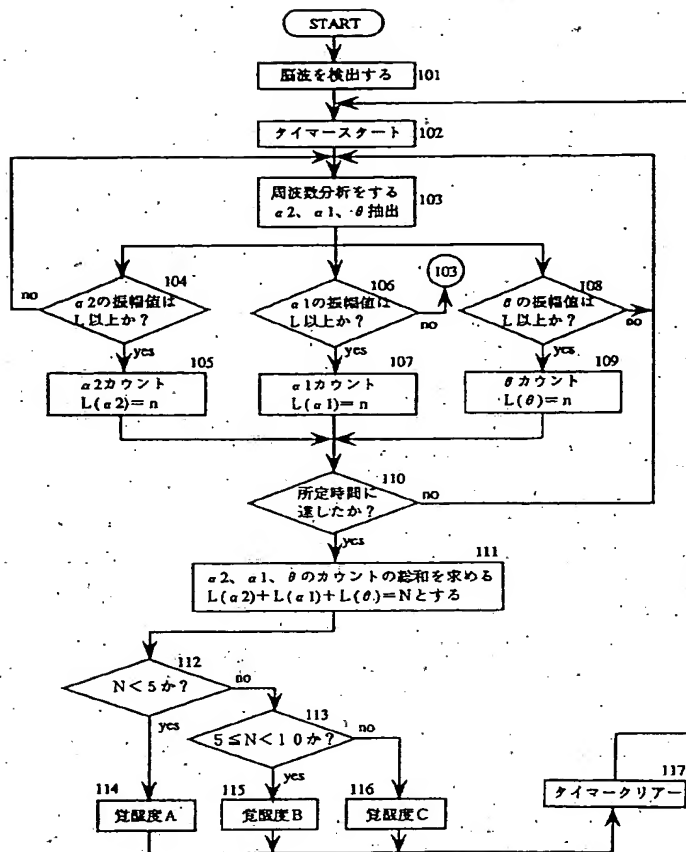 START
脳波を検出する
101
タイマースタート
102
周波数分析をする
α2、α1、θ抽出
103
104
α2の振幅値は
L以上か？
no
yes
106
α1の振幅値は
L以上か？
no
yes
103
108
θの振幅値は
L以上か？
no
yes
105
α2カウント
L(α2)=n
107
α1カウント
L(α1)=n
109
θカウント
L(θ)=n
110
所定時間に
達したか？
no
yes
111
α2、α1、θのカウントの総和を求める
L(α2)+L(α1)+L(θ)=Nとする
112
N<5か？
no
yes
113
5≦N<10か？
no
yes
114
覚醒度A
115
覚醒度B
116
覚醒度C
117
タイマークリアー